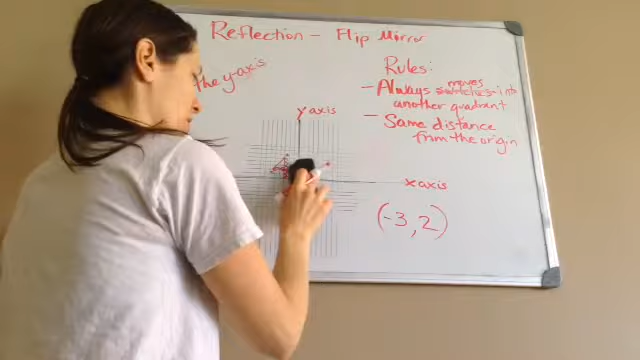 Reflection - Flip Mirror
the y-axis
Rules:
moves
- Always switches into
another quadrant
- Same distance
from the origin
y axis
x axis
(-3, 2)